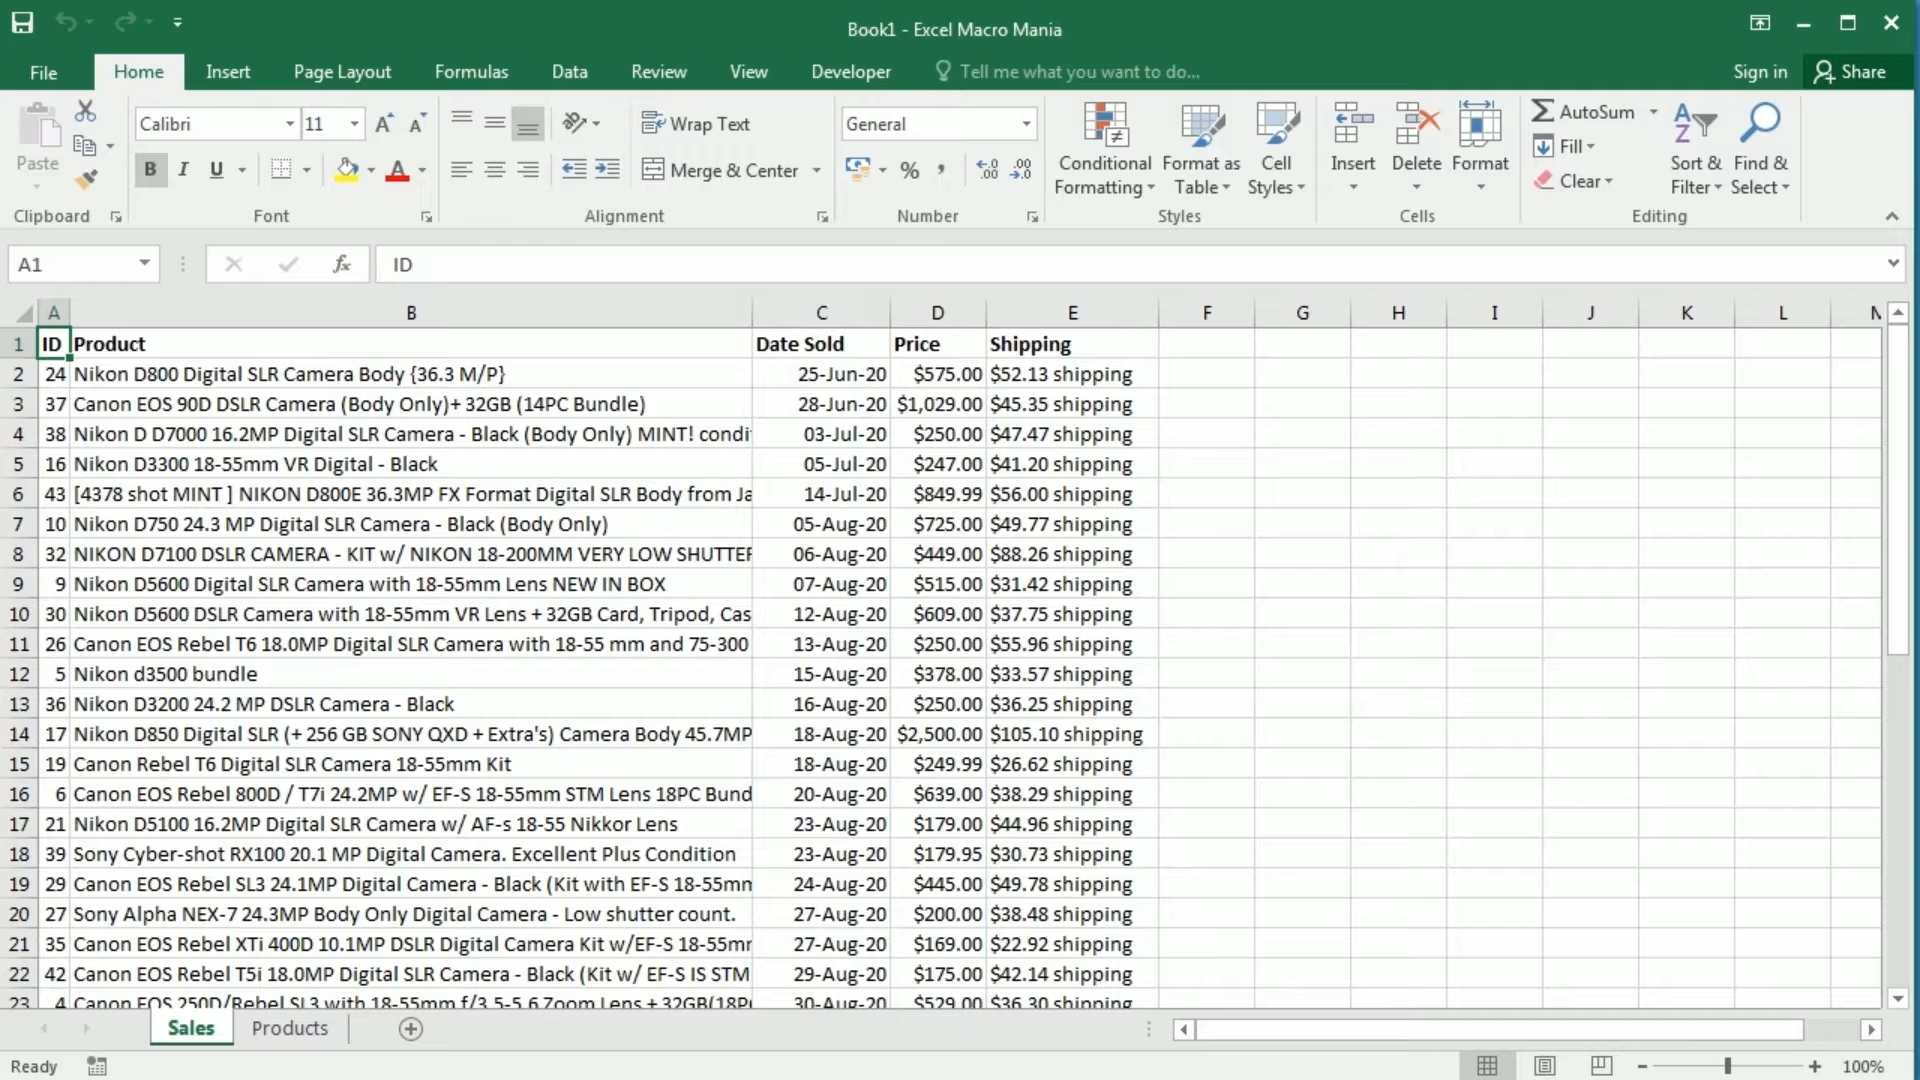 Book1 - Excel Macro Mania
File Home Insert Page Layout Formulas Data Review View Developer Tell me what you want to do... Sign in Share
Paste Calibri 11 Wrap Text General Conditional Formatting Format as Table Cell Styles Insert Delete Format AutoSum Fill Clear Sort & Filter Find & Select
B I U A Merge & Center %
Clipboard Font Alignment Number Styles Cells Editing
A1 fx ID
A B C D E F G H I J K L
1 ID Product Date Sold Price Shipping
2 24 Nikon D800 Digital SLR Camera Body {36.3 M/P} 25-Jun-20 $575.00 $52.13 shipping
3 37 Canon EOS 90D DSLR Camera (Body Only)+ 32GB (14PC Bundle) 28-Jun-20 $1,029.00 $45.35 shipping
4 38 Nikon D D7000 16.2MP Digital SLR Camera - Black (Body Only) MINT! condi 03-Jul-20 $250.00 $47.47 shipping
5 16 Nikon D3300 18-55mm VR Digital - Black 05-Jul-20 $247.00 $41.20 shipping
6 43 [4378 shot MINT ] NIKON D800E 36.3MP FX Format Digital SLR Body from Ja 14-Jul-20 $849.99 $56.00 shipping
7 10 Nikon D750 24.3 MP Digital SLR Camera - Black (Body Only) 05-Aug-20 $725.00 $49.77 shipping
8 32 NIKON D7100 DSLR CAMERA - KIT w/ NIKON 18-200MM VERY LOW SHUTTER 06-Aug-20 $449.00 $88.26 shipping
9 9 Nikon D5600 Digital SLR Camera with 18-55mm Lens NEW IN BOX 07-Aug-20 $515.00 $31.42 shipping
10 30 Nikon D5600 DSLR Camera with 18-55mm VR Lens + 32GB Card, Tripod, Cas 12-Aug-20 $609.00 $37.75 shipping
11 26 Canon EOS Rebel T6 18.0MP Digital SLR Camera with 18-55 mm and 75-300 13-Aug-20 $250.00 $55.96 shipping
12 5 Nikon d3500 bundle 15-Aug-20 $378.00 $33.57 shipping
13 36 Nikon D3200 24.2 MP DSLR Camera - Black 16-Aug-20 $250.00 $36.25 shipping
14 17 Nikon D850 Digital SLR (+ 256 GB SONY QXD + Extra's) Camera Body 45.7MP 18-Aug-20 $2,500.00 $105.10 shipping
15 19 Canon Rebel T6 Digital SLR Camera 18-55mm Kit 18-Aug-20 $249.99 $26.62 shipping
16 6 Canon EOS Rebel 800D / T7i 24.2MP w/ EF-S 18-55mm STM Lens 18PC Bund 20-Aug-20 $639.00 $38.29 shipping
17 21 Nikon D5100 16.2MP Digital SLR Camera w/ AF-s 18-55 Nikkor Lens 23-Aug-20 $179.00 $44.96 shipping
18 39 Sony Cyber-shot RX100 20.1 MP Digital Camera. Excellent Plus Condition 23-Aug-20 $179.95 $30.73 shipping
19 29 Canon EOS Rebel SL3 24.1MP Digital Camera - Black (Kit with EF-S 18-55mm 24-Aug-20 $445.00 $49.78 shipping
20 27 Sony Alpha NEX-7 24.3MP Body Only Digital Camera - Low shutter count. 27-Aug-20 $200.00 $38.48 shipping
21 35 Canon EOS Rebel XTi 400D 10.1MP DSLR Digital Camera Kit w/EF-S 18-55mm 27-Aug-20 $169.00 $22.92 shipping
22 42 Canon EOS Rebel T5i 18.0MP Digital SLR Camera - Black (Kit w/ EF-S IS STM 29-Aug-20 $175.00 $42.14 shipping
23 4 Canon EOS 250D/Rebel SL3 with 18-55mm f/3.5-5.6 Zoom Lens + 32GB(18P 30-Aug-20 $529.00 $36.30 shipping
Sales Products
Ready 100%